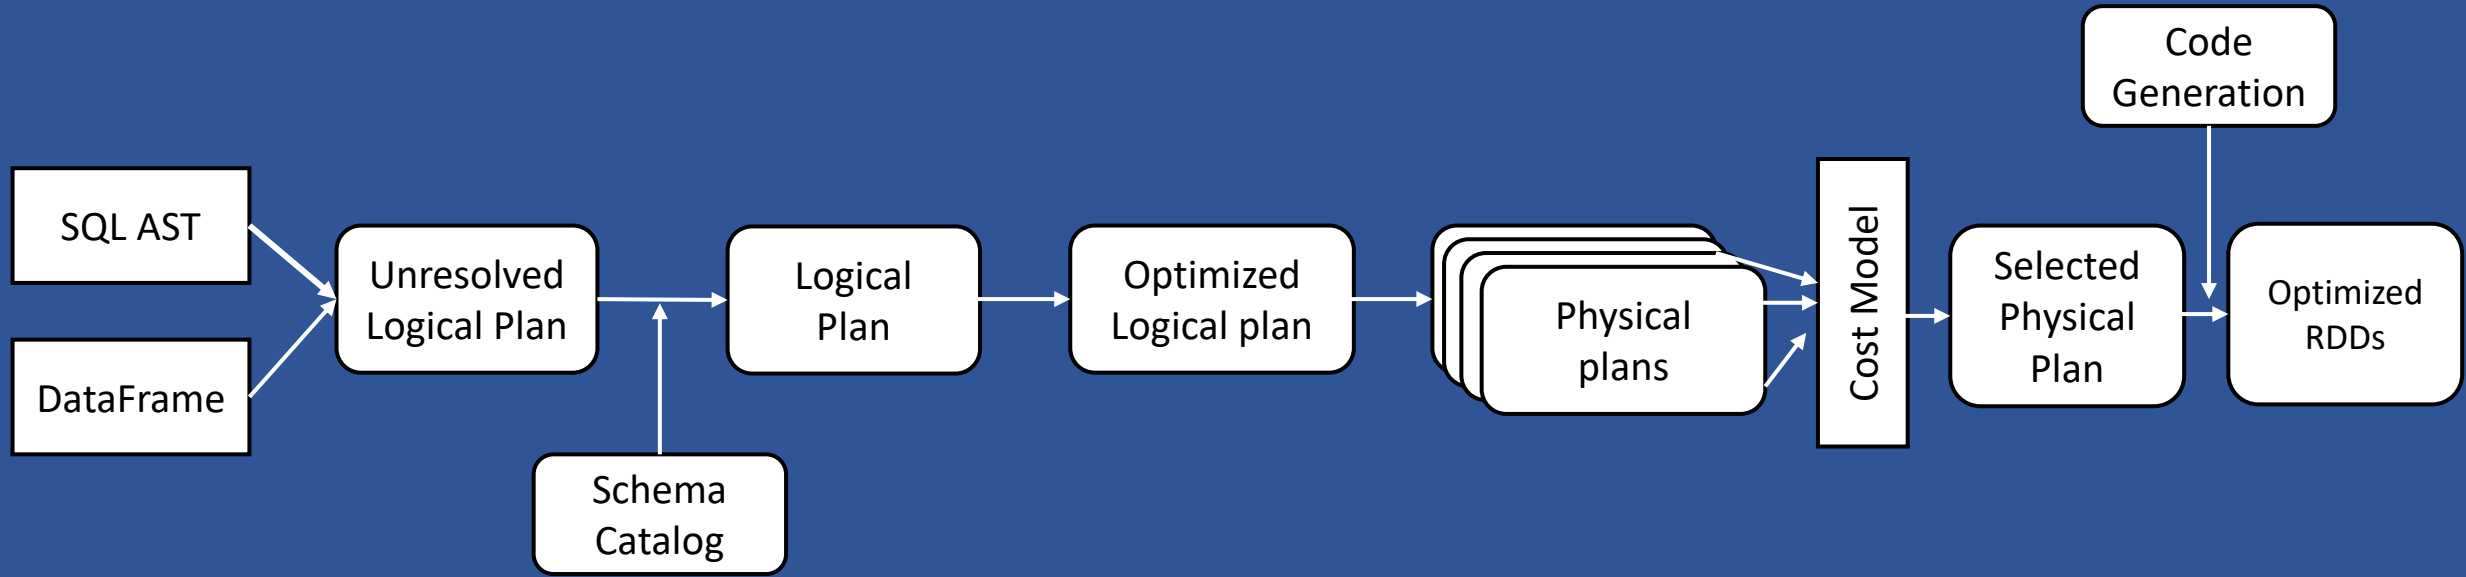 SQL AST
DataFrame
Unresolved
Logical Plan
Schema
Catalog
Logical
Plan
Optimized
Logical plan
Physical
plans
Cost Model
Selected
Physical
Plan
Code
Generation
Optimized
RDDs